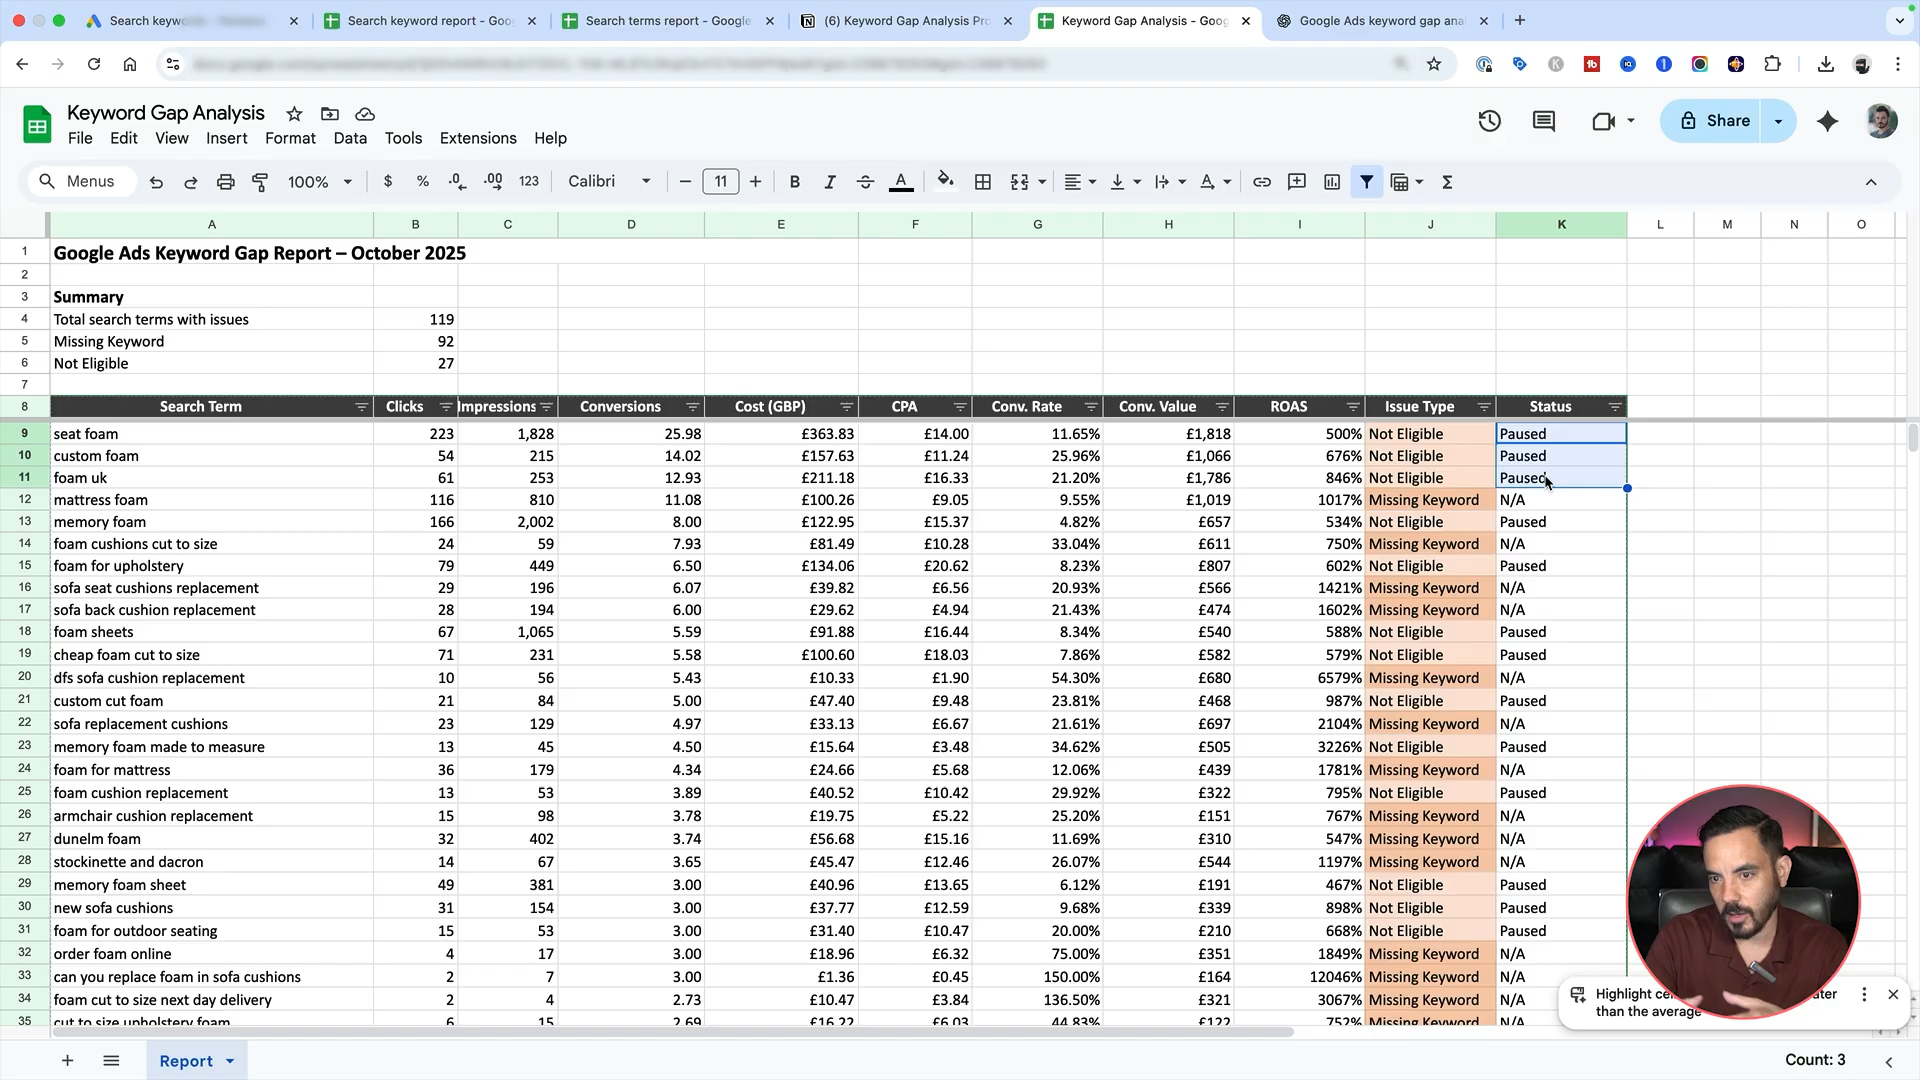 Search keyw
Search keyword report - Goo
Search terms report - Google
(6) Keyword Gap Analysis Pro
Keyword Gap Analysis - Goog
Google Ads keyword gap anal
Keyword Gap Analysis
File Edit View Insert Format Data Tools Extensions Help
Share
Menus 100% $ % .0 .00 123 Calibri 11 B I A Σ
A B C D E F G H I J K L M N O
1 Google Ads Keyword Gap Report – October 2025
2
3 Summary
4 Total search terms with issues 119
5 Missing Keyword 92
6 Not Eligible 27
7
8 Search Term Clicks Impressions Conversions Cost (GBP) CPA Conv. Rate Conv. Value ROAS Issue Type Status
9 seat foam 223 1,828 25.98 £363.83 £14.00 11.65% £1,818 500% Not Eligible Paused
10 custom foam 54 215 14.02 £157.63 £11.24 25.96% £1,066 676% Not Eligible Paused
11 foam uk 61 253 12.93 £211.18 £16.33 21.20% £1,786 846% Not Eligible Paused
12 mattress foam 116 810 11.08 £100.26 £9.05 9.55% £1,019 1017% Missing Keyword N/A
13 memory foam 166 2,002 8.00 £122.95 £15.37 4.82% £657 534% Not Eligible Paused
14 foam cushions cut to size 24 59 7.93 £81.49 £10.28 33.04% £611 750% Missing Keyword N/A
15 foam for upholstery 79 449 6.50 £134.06 £20.62 8.23% £807 602% Not Eligible Paused
16 sofa seat cushions replacement 29 196 6.07 £39.82 £6.56 20.93% £566 1421% Missing Keyword N/A
17 sofa back cushion replacement 28 194 6.00 £29.62 £4.94 21.43% £474 1602% Missing Keyword N/A
18 foam sheets 67 1,065 5.59 £91.88 £16.44 8.34% £540 588% Not Eligible Paused
19 cheap foam cut to size 71 231 5.58 £100.60 £18.03 7.86% £582 579% Not Eligible Paused
20 dfs sofa cushion replacement 10 56 5.43 £10.33 £1.90 54.30% £680 6579% Missing Keyword N/A
21 custom cut foam 21 84 5.00 £47.40 £9.48 23.81% £468 987% Not Eligible Paused
22 sofa replacement cushions 23 129 4.97 £33.13 £6.67 21.61% £697 2104% Missing Keyword N/A
23 memory foam made to measure 13 45 4.50 £15.64 £3.48 34.62% £505 3226% Not Eligible Paused
24 foam for mattress 36 179 4.34 £24.66 £5.68 12.06% £439 1781% Missing Keyword N/A
25 foam cushion replacement 13 53 3.89 £40.52 £10.42 29.92% £322 795% Not Eligible Paused
26 armchair cushion replacement 15 98 3.78 £19.75 £5.22 25.20% £151 767% Missing Keyword N/A
27 dunelm foam 32 402 3.74 £56.68 £15.16 11.69% £310 547% Missing Keyword N/A
28 stockinette and dacron 14 67 3.65 £45.47 £12.46 26.07% £544 1197% Missing Keyword N/A
29 memory foam sheet 49 381 3.00 £40.96 £13.65 6.12% £191 467% Not Eligible Paused
30 new sofa cushions 31 154 3.00 £37.77 £12.59 9.68% £339 898% Not Eligible Paused
31 foam for outdoor seating 15 53 3.00 £31.40 £10.47 20.00% £210 668% Not Eligible Paused
32 order foam online 4 17 3.00 £18.96 £6.32 75.00% £351 1849% Missing Keyword N/A
33 can you replace foam in sofa cushions 2 7 3.00 £1.36 £0.45 150.00% £164 12046% Missing Keyword N/A
34 foam cut to size next day delivery 2 4 2.73 £10.47 £3.84 136.50% £321 3067% Missing Keyword N/A
35 cut to size upholstery foam 6 15 2.69 £16.22 £6.03 44.83% £122 752% Missing Keyword N/A
Highlight ce ater
than the average
Report
Count: 3